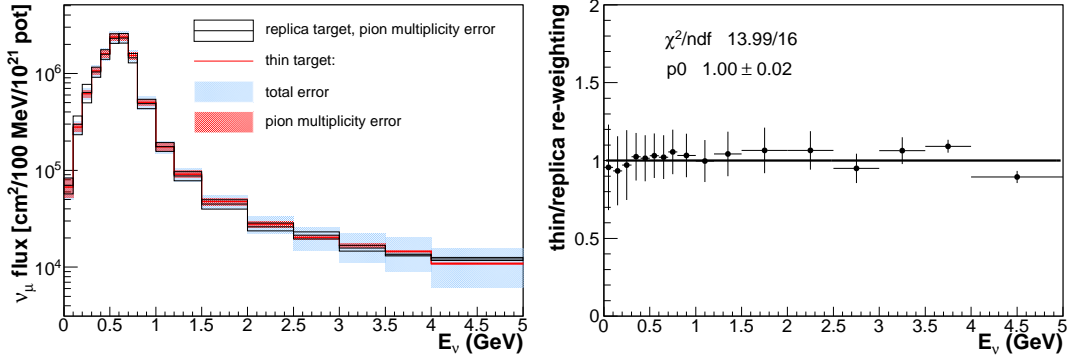 ν_μ flux [cm²/100 MeV/10²¹ pot]
10⁶
10⁵
10⁴
replica target, pion multiplicity error
thin target:
total error
pion multiplicity error
0 0.5 1 1.5 2 2.5 3 3.5 4 4.5 5
E_ν (GeV)
thin/replica re-weighting
2
1.5
1
0.5
0
χ²/ndf 13.99/16
p0 1.00 ± 0.02
0 0.5 1 1.5 2 2.5 3 3.5 4 4.5 5
E_ν (GeV)